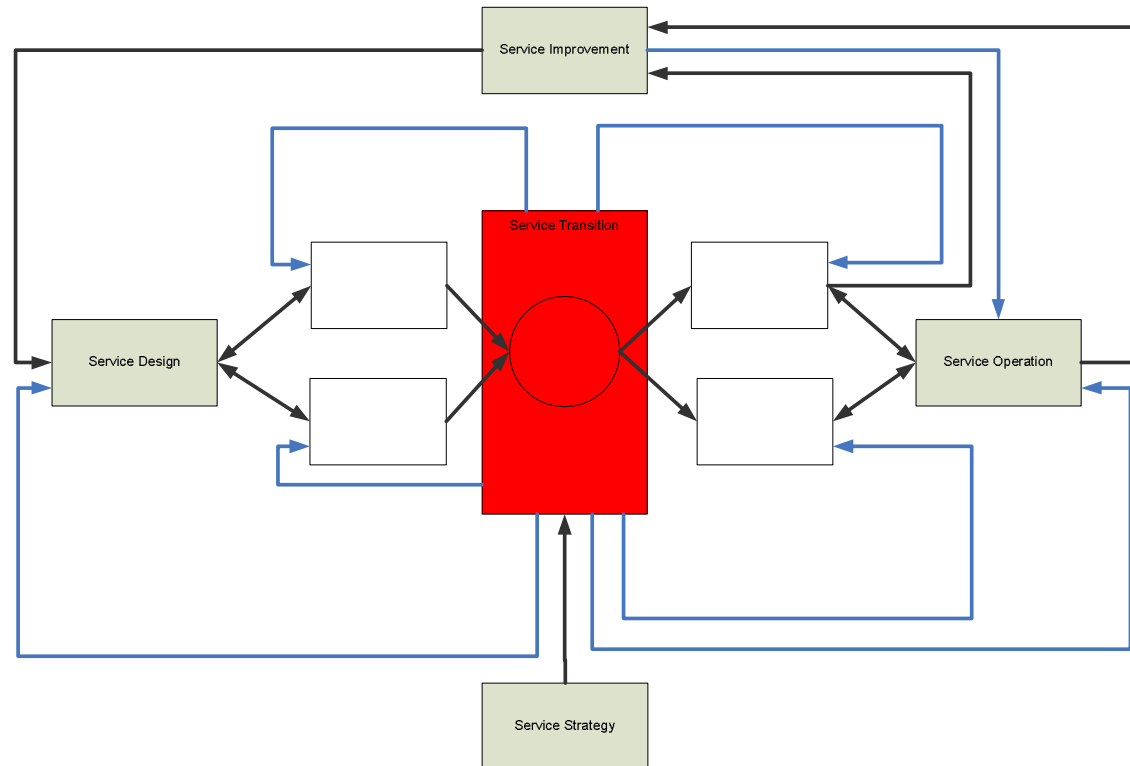 Service Improvement
Service Transition
Service Design
Service Operation
Service Strategy